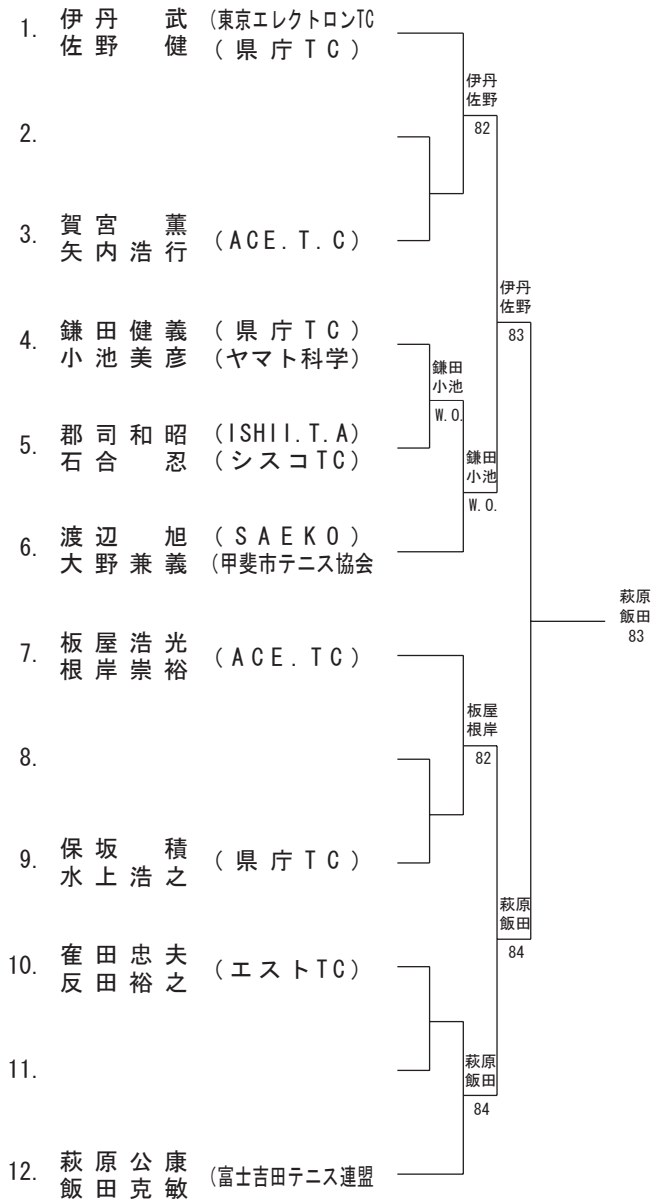 1. 伊丹 武 (東京エレクトロンTC
佐野 健 (県庁TC)
2.
3. 賀宮 薫
矢内浩行 (ACE.T.C)
4. 鎌田健義 (県庁TC)
小池美彦 (ヤマト科学)
5. 郡司和昭 (ISHII.T.A)
石合 忍 (シスコTC)
6. 渡辺 旭 (SAEKO)
大野兼義 (甲斐市テニス協会
7. 板屋浩光
根岸崇裕 (ACE.TC)
8.
9. 保坂 積
水上浩之 (県庁TC)
10. 隺田忠夫
反田裕之 (エストTC)
11.
12. 萩原公康
飯田克敏 (富士吉田テニス連盟
伊丹
佐野
82
鎌田
小池
W.O.
鎌田
小池
W.O.
伊丹
佐野
83
板屋
根岸
82
萩原
飯田
84
萩原
飯田
84
萩原
飯田
83